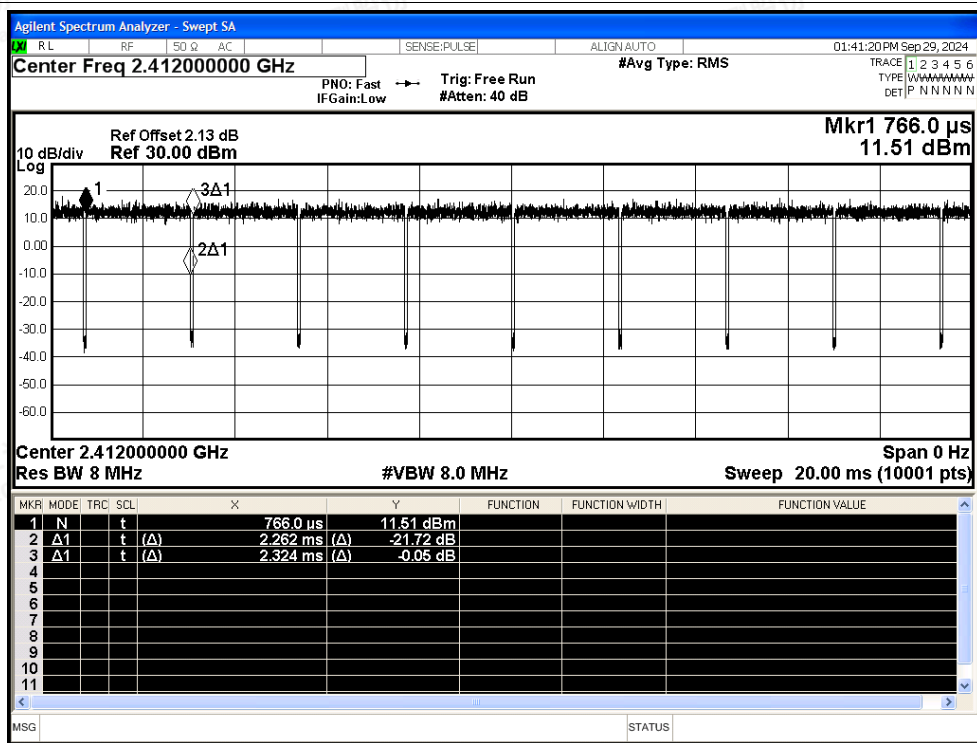 Agilent Spectrum Analyzer - Swept SA
LXI RL RF 50 Ω AC SENSE:PULSE ALIGN AUTO 01:41:20 PM Sep 29, 2024
Center Freq 2.412000000 GHz
PNO: Fast
IFGain:Low
Trig: Free Run
#Atten: 40 dB
#Avg Type: RMS
TRACE 1 2 3 4 5 6
TYPE W
DET P N N N N N
Mkr1 766.0 µs
11.51 dBm
Ref Offset 2.13 dB
10 dB/div Ref 30.00 dBm
Log
20.0
10.0
0.00
-10.0
-20.0
-30.0
-40.0
-50.0
-60.0
1
3Δ1
2Δ1
Center 2.412000000 GHz Span 0 Hz
Res BW 8 MHz #VBW 8.0 MHz Sweep 20.00 ms (10001 pts)
MKR MODE TRC SCL X Y FUNCTION FUNCTION WIDTH FUNCTION VALUE
1 N t 766.0 µs 11.51 dBm
2 Δ1 t (Δ) 2.262 ms (Δ) -21.72 dB
3 Δ1 t (Δ) 2.324 ms (Δ) -0.05 dB
4
5
6
7
8
9
10
11
MSG STATUS